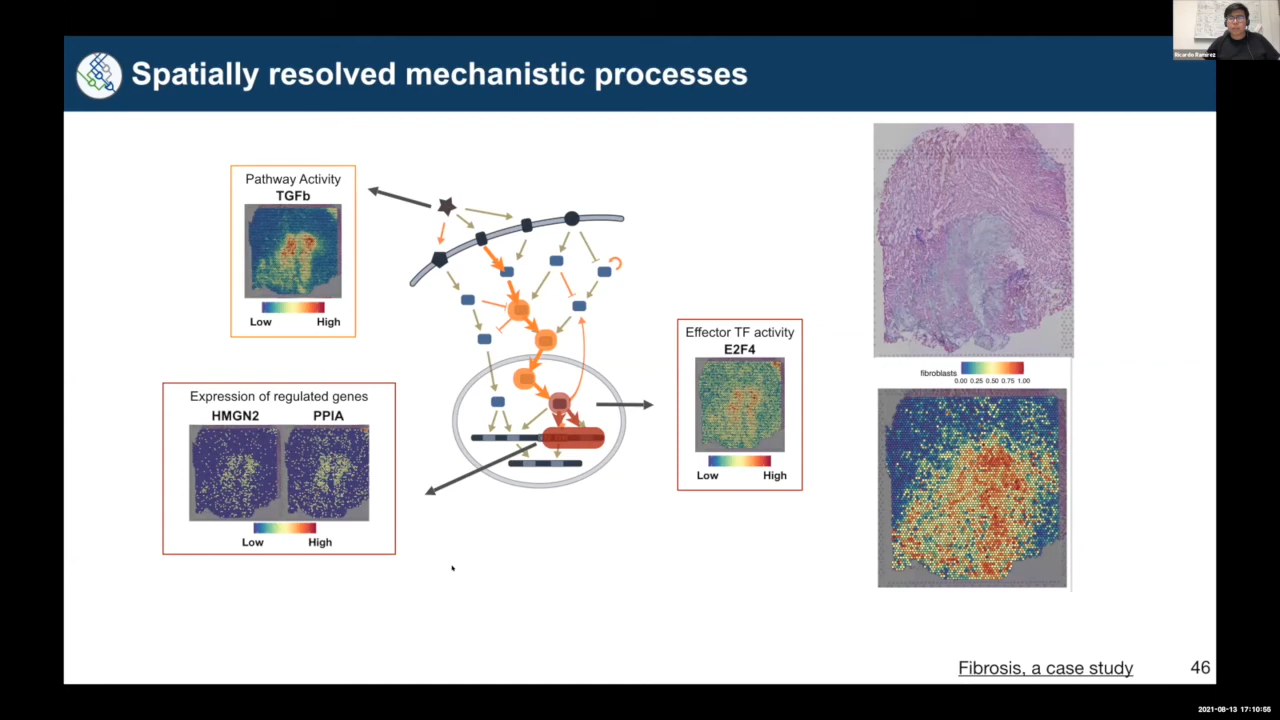 Ricardo Ramirez
Spatially resolved mechanistic processes
Pathway Activity
TGFb
Low High
Expression of regulated genes
HMGN2 PPIA
Low High
Effector TF activity
E2F4
Low High
fibroblasts
0.00 0.25 0.50 0.75 1.00
Fibrosis, a case study
46
2021-08-13 17:10:55